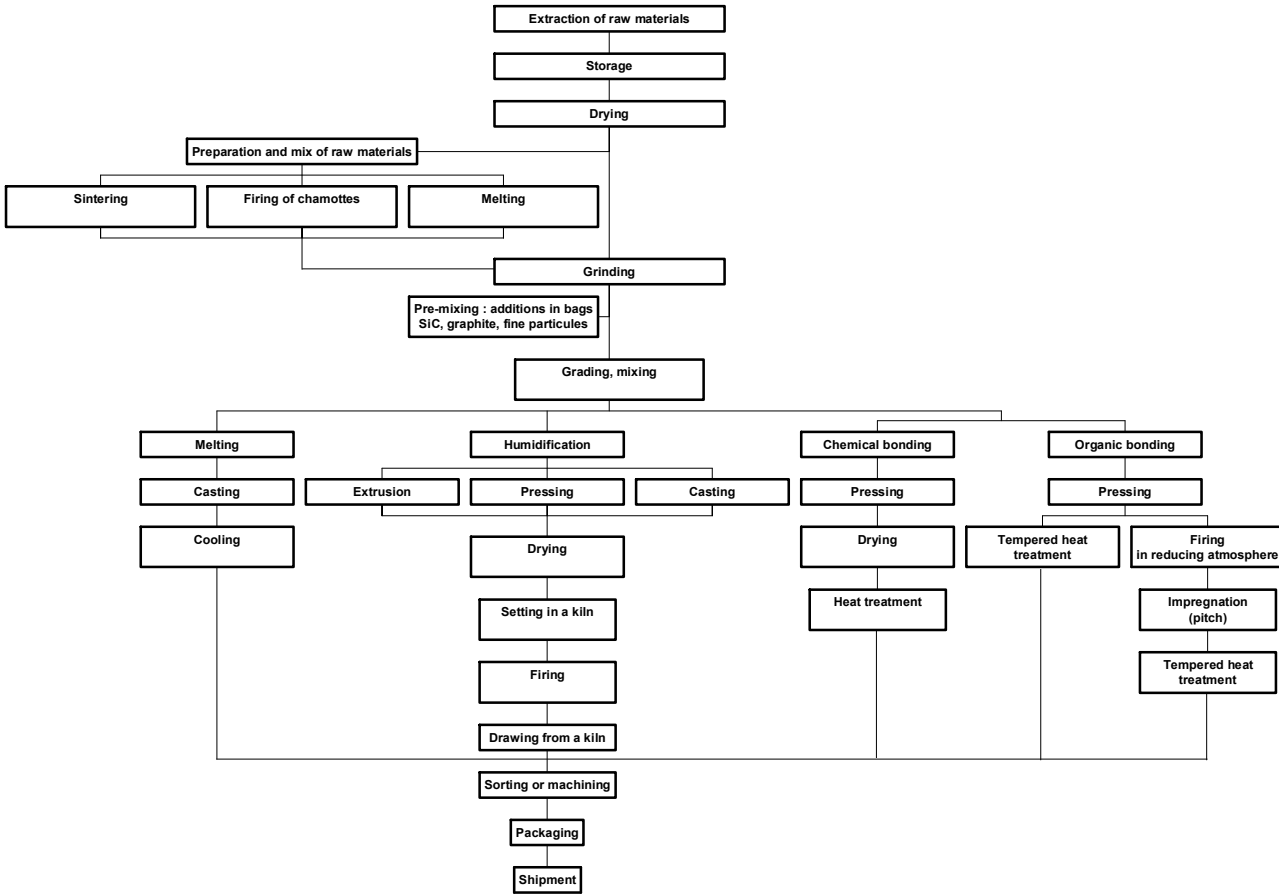 Extraction of raw materials
Storage
Drying
Preparation and mix of raw materials
Sintering
Firing of chamottes
Melting
Grinding
Pre-mixing : additions in bags
SiC, graphite, fine particules
Grading, mixing
Melting
Humidification
Chemical bonding
Organic bonding
Casting
Extrusion
Pressing
Casting
Pressing
Pressing
Cooling
Drying
Drying
Tempered heat
treatment
Firing
in reducing atmosphere
Setting in a kiln
Heat treatment
Impregnation
(pitch)
Firing
Tempered heat
treatment
Drawing from a kiln
Sorting or machining
Packaging
Shipment